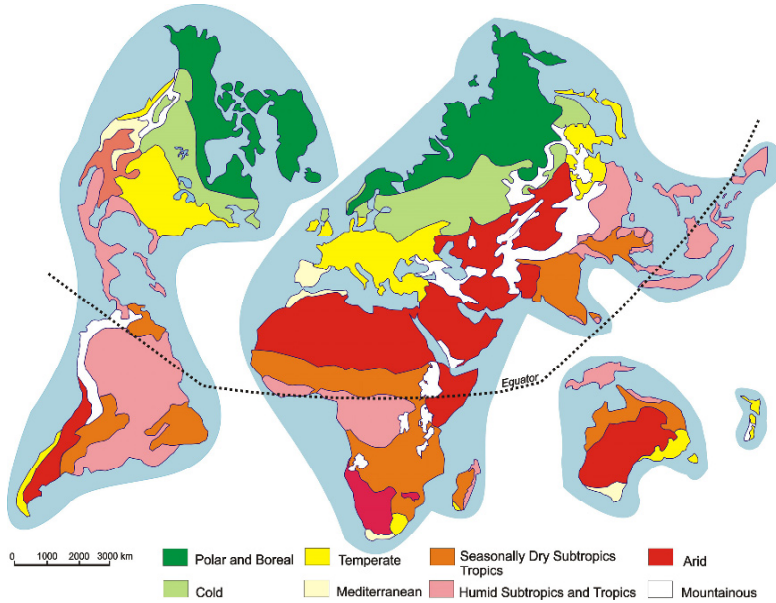 Equator
0 1000 2000 3000 km
Polar and Boreal
Temperate
Seasonally Dry Subtropics
Tropics
Arid
Cold
Mediterranean
Humid Subtropics and Tropics
Mountainous